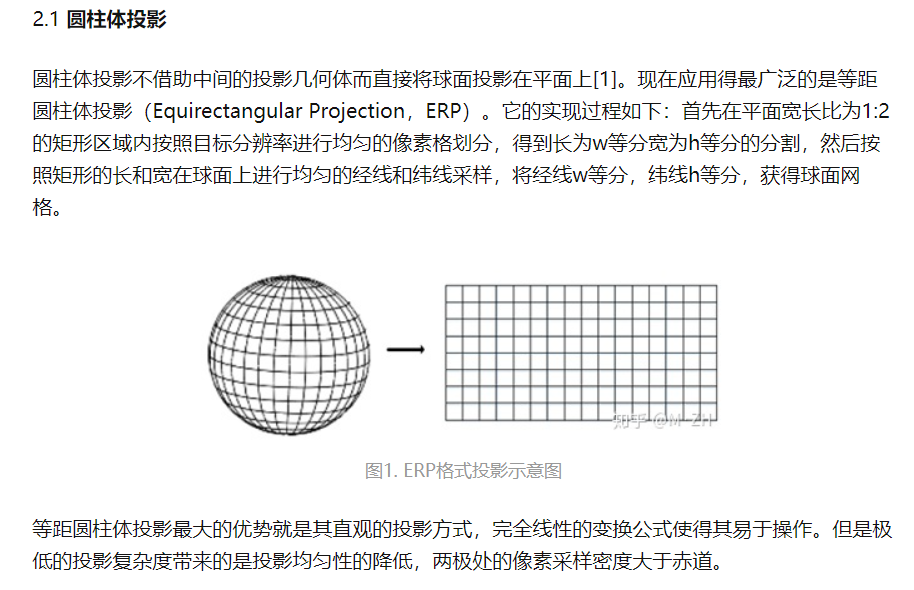 2.1 圆柱体投影
圆柱体投影不借助中间的投影几何体而直接将球面投影在平面上[1]。现在应用得最广泛的是等距
圆柱体投影（Equirectangular Projection，ERP）。它的实现过程如下：首先在平面宽长比为1:2
的矩形区域内按照目标分辨率进行均匀的像素格划分，得到长为w等分宽为h等分的分割，然后按
照矩形的长和宽在球面上进行均匀的经线和纬线采样，将经线w等分，纬线h等分，获得球面网
格。
知乎 @M-ZH
图1. ERP格式投影示意图
等距圆柱体投影最大的优势就是其直观的投影方式，完全线性的变换公式使得其易于操作。但是极
低的投影复杂度带来的是投影均匀性的降低，两极处的像素采样密度大于赤道。